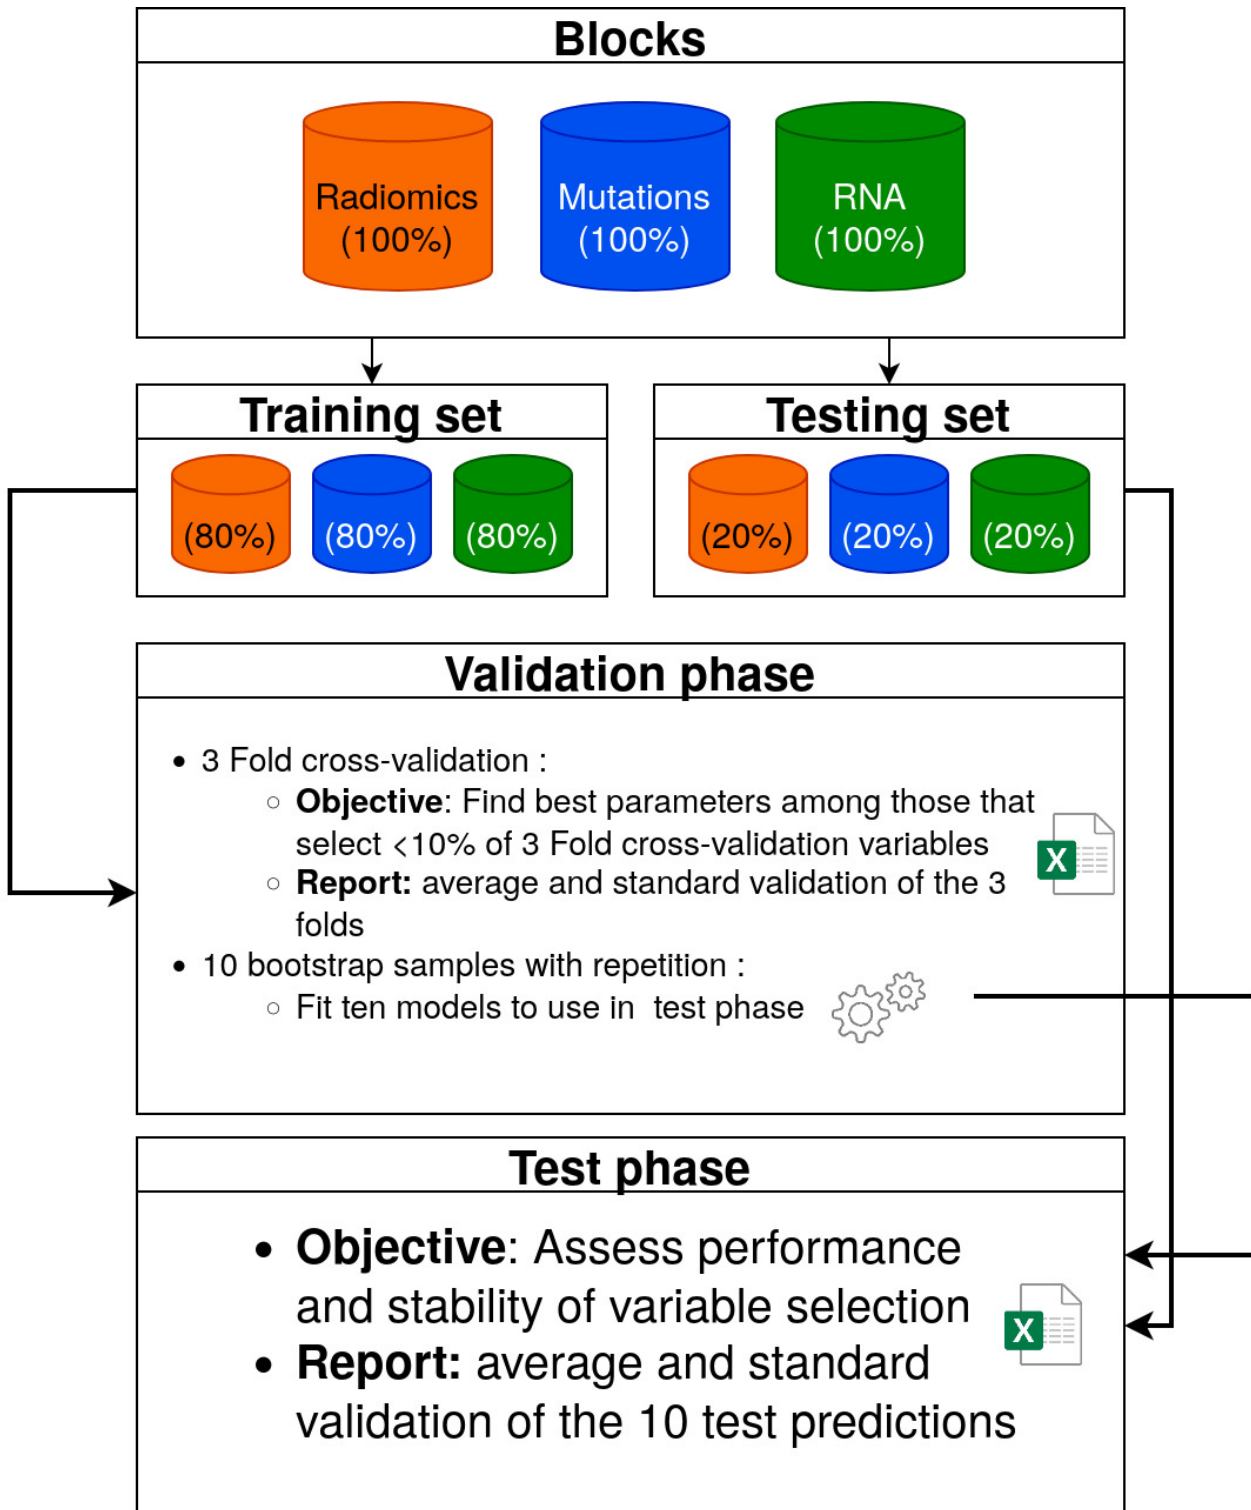 Blocks
Radiomics
(100%)
Mutations
(100%)
RNA
(100%)
Training set
(80%)
(80%)
(80%)
Testing set
(20%)
(20%)
(20%)
Validation phase
• 3 Fold cross-validation :
○ Objective: Find best parameters among those that
select <10% of 3 Fold cross-validation variables
○ Report: average and standard validation of the 3
folds
X
• 10 bootstrap samples with repetition :
○ Fit ten models to use in  test phase
Test phase
• Objective: Assess performance
and stability of variable selection
X
• Report: average and standard
validation of the 10 test predictions